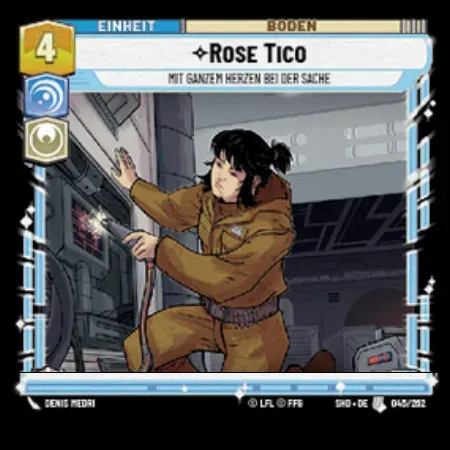 EINHEIT
BODEN
4
ROSE TICO
MIT GANZEM HERZEN BEI DER SACHE
DENIS MEDRI
© LFL © FFG
SHD • DE
045/262